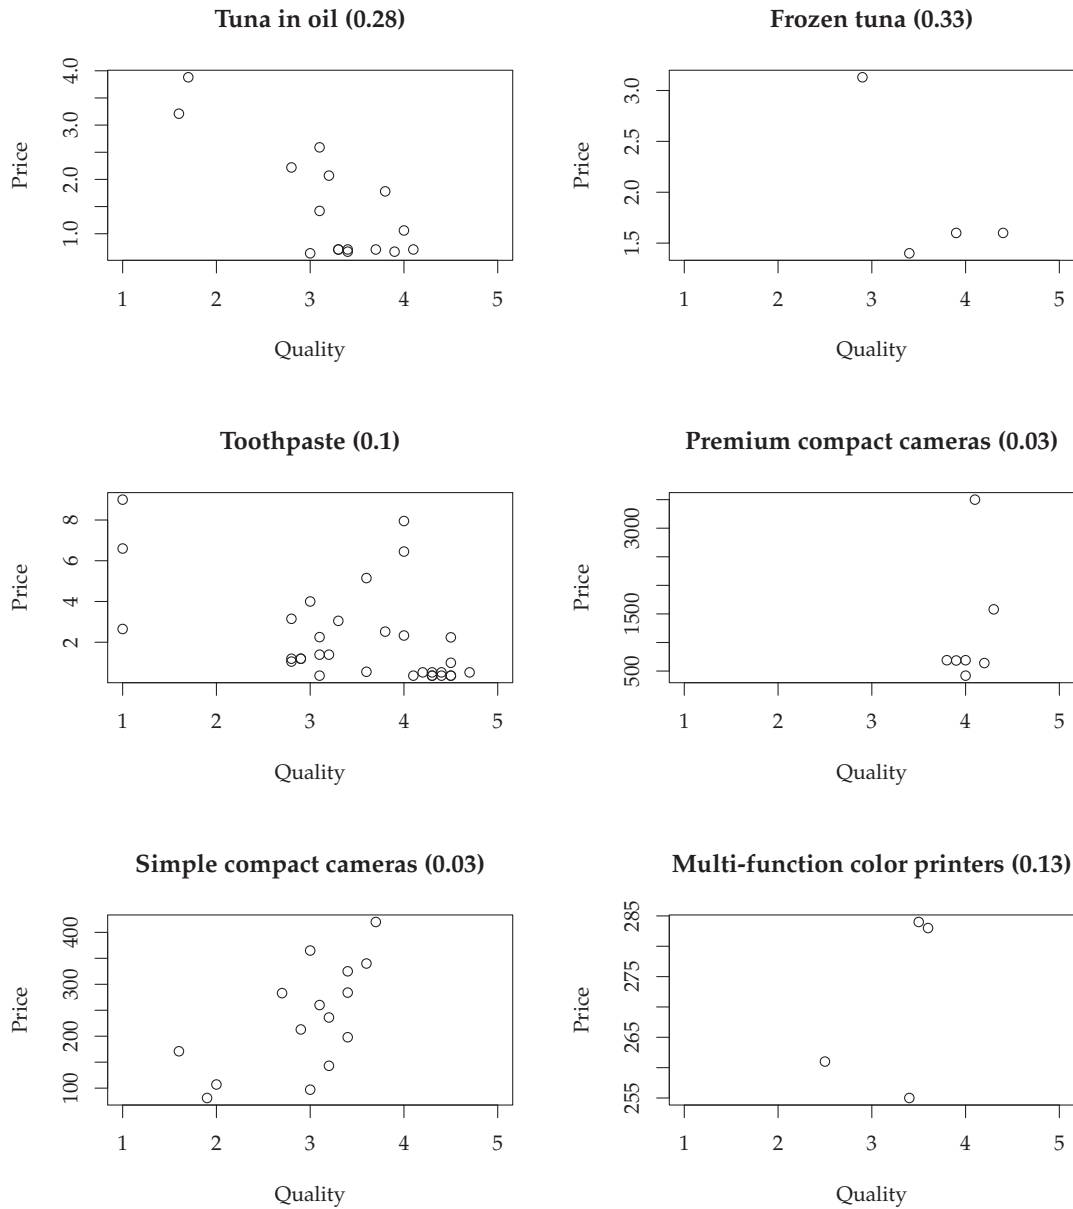 Tuna in oil (0.28)
Price
4.0
3.0
2.0
1.0
1 2 3 4 5
Quality
Frozen tuna (0.33)
Price
3.0
2.5
2.0
1.5
1 2 3 4 5
Quality
Toothpaste (0.1)
Price
8
6
4
2
1 2 3 4 5
Quality
Premium compact cameras (0.03)
Price
3000
1500
500
1 2 3 4 5
Quality
Simple compact cameras (0.03)
Price
400
300
200
100
1 2 3 4 5
Quality
Multi-function color printers (0.13)
Price
285
275
265
255
1 2 3 4 5
Quality